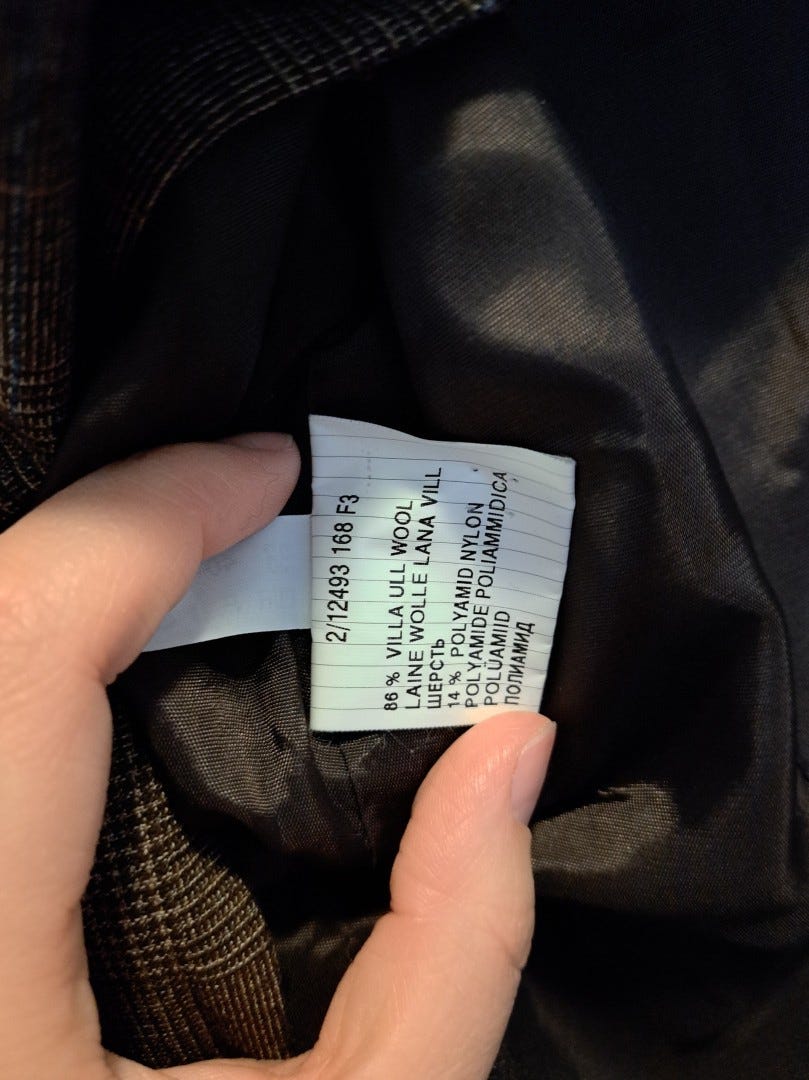 2/12493 168 F3
86 % VILLA ULL WOOL
LAINE WOLLE LANA VILL
ШЕРСТЬ
14 % POLYAMID NYLON
POLYAMIDE POLIAMMIDICA
POLÜAMIID
ПОЛИАМИД